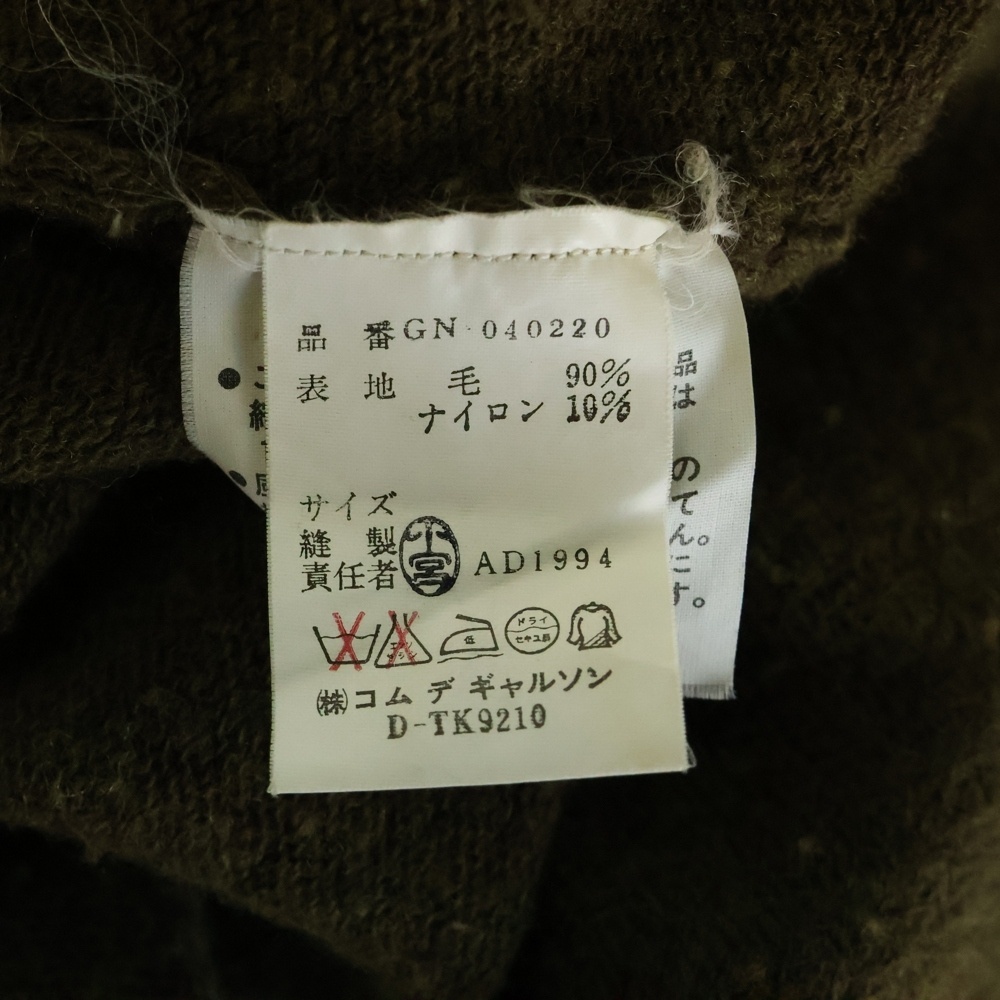 品 番 GN 040220
表 地 毛 90%
ナイロン 10%
サイズ
縫 製
責任者 小宮 AD1994
低 ドライ セキユ系
㈱コム デ ギャルソン
D-TK9210
品
は
の
てん。
に
す。